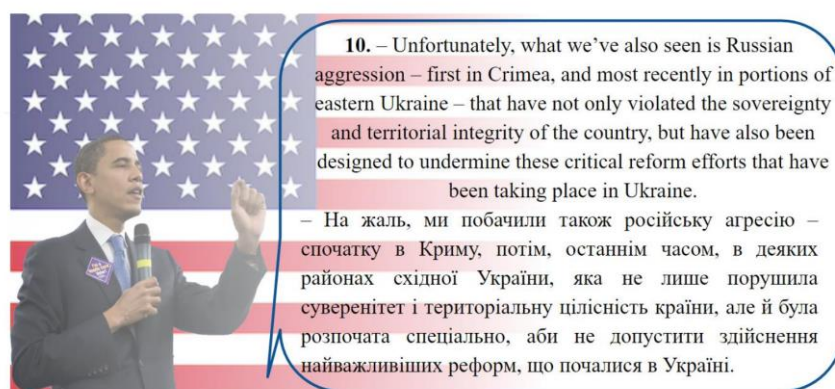 10. – Unfortunately, what we’ve also seen is Russian
aggression – first in Crimea, and most recently in portions of
eastern Ukraine – that have not only violated the sovereignty
and territorial integrity of the country, but have also been
designed to undermine these critical reform efforts that have
been taking place in Ukraine.
– На жаль, ми побачили також російську агресію –
спочатку в Криму, потім, останнім часом, в деяких
районах східної України, яка не лише порушила
суверенітет і територіальну цілісність країни, але й була
розпочата спеціально, аби не допустити здійснення
найважливіших реформ, що почалися в Україні.